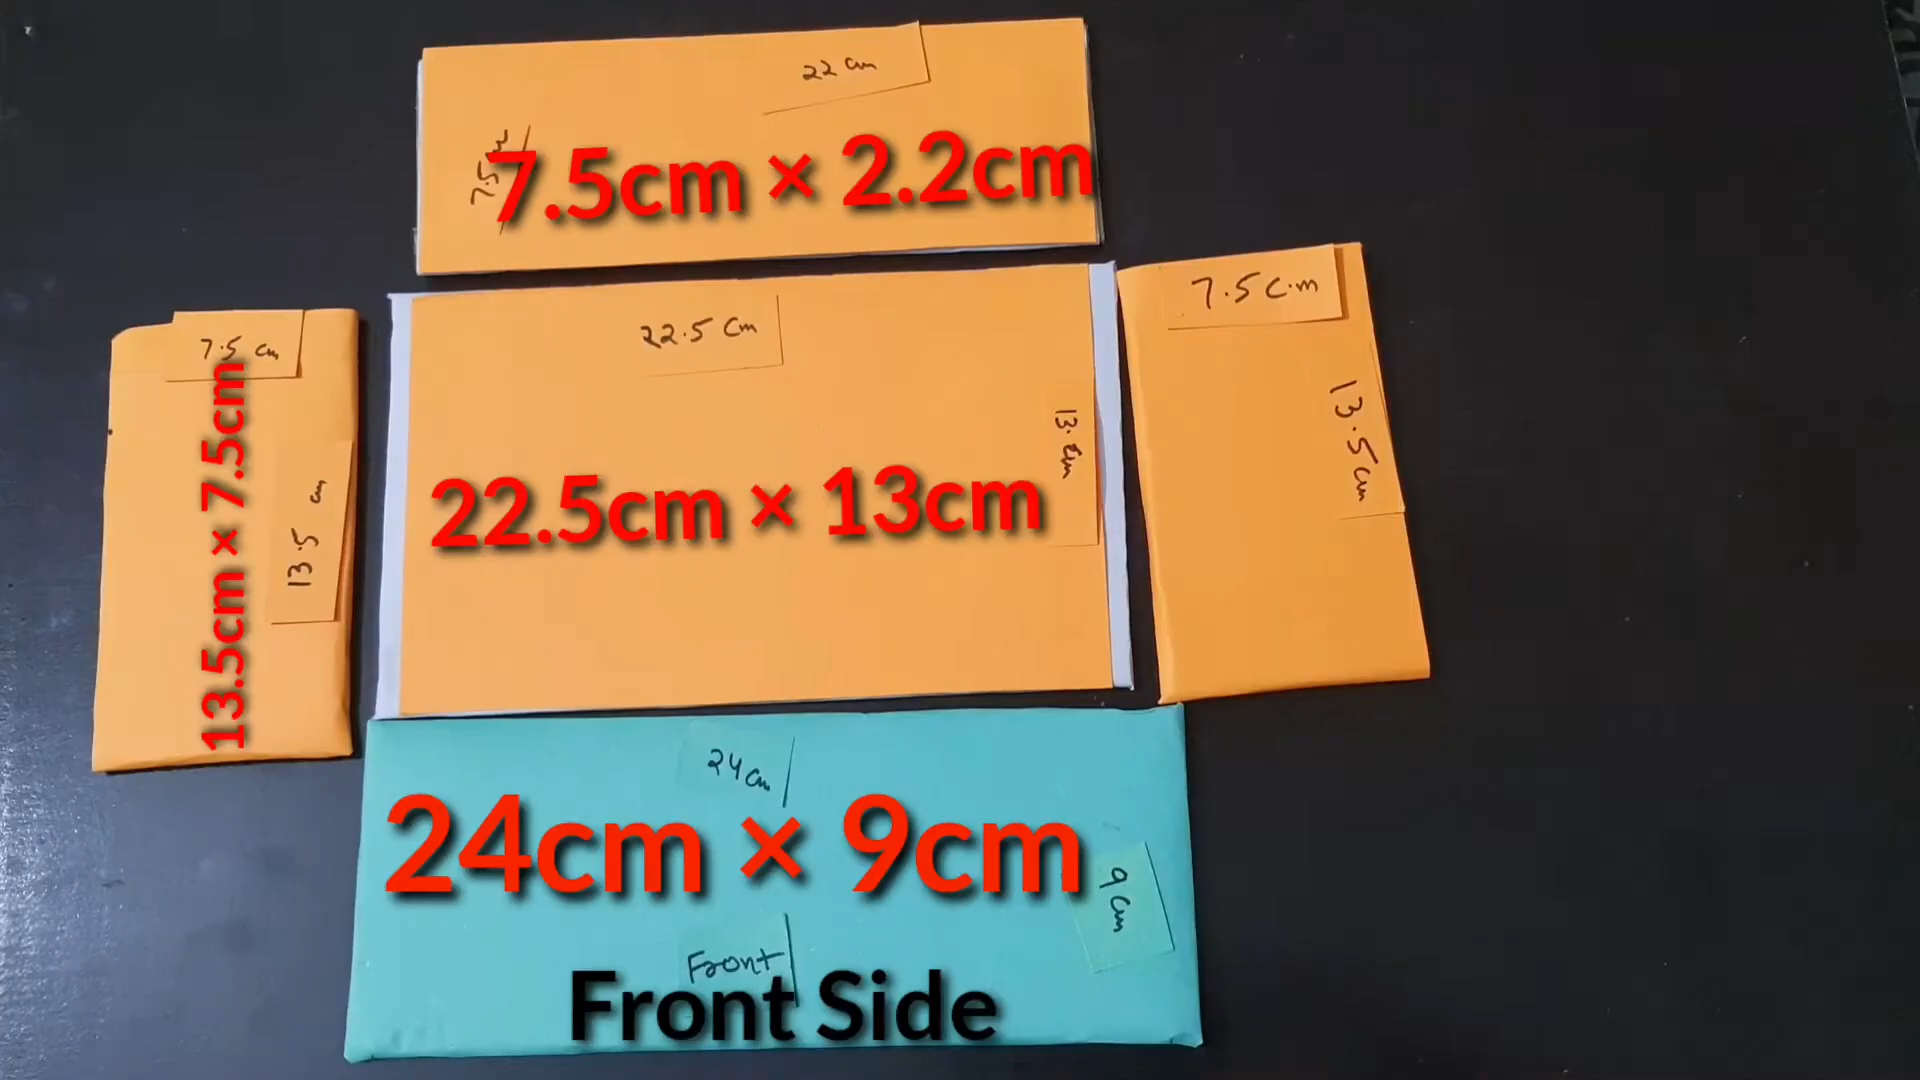 22 cm
7.5 cm
7.5cm × 2.2cm
22.5 cm
13. cm
22.5cm × 13cm
7.5 cm
13.5 cm
13.5cm × 7.5cm
7.5 c.m
13.5 cm
24 cm
24cm × 9cm
9 cm
Front
Front Side